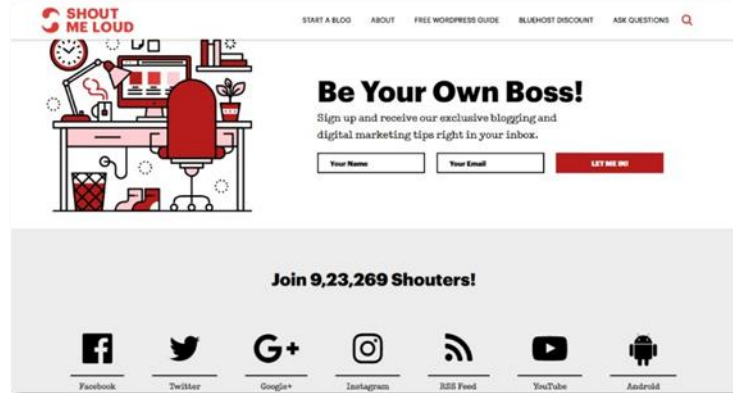 SHOUT
ME LOUD
START A BLOG ABOUT FREE WORDPRESS GUIDE BLUEHOST DISCOUNT ASK QUESTIONS
Be Your Own Boss!
Sign up and receive our exclusive blogging and
digital marketing tips right in your inbox.
Your Name Your Email LET ME IN!
Join 9,23,269 Shouters!
Facebook Twitter Google+ Instagram RSS Feed YouTube Android